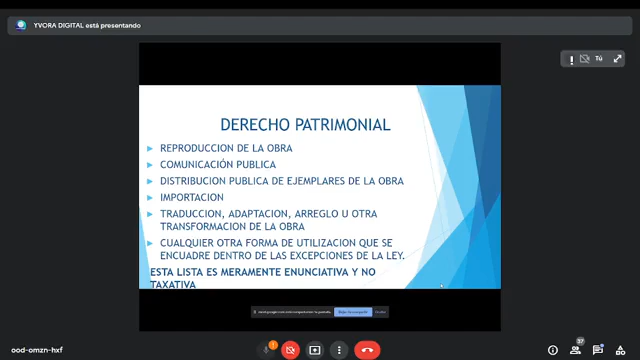 YVORA DIGITAL está presentando
Tú
DERECHO PATRIMONIAL
REPRODUCCION DE LA OBRA
COMUNICACIÓN PUBLICA
DISTRIBUCION PUBLICA DE EJEMPLARES DE LA OBRA
IMPORTACION
TRADUCCION, ADAPTACION, ARREGLO U OTRA
TRANSFORMACION DE LA OBRA
CUALQUIER OTRA FORMA DE UTILIZACION QUE SE
ENCUADRE DENTRO DE LAS EXCEPCIONES DE LA LEY.
ESTA LISTA ES MERAMENTE ENUNCIATIVA Y NO
TAXATIVA
ood-omzn-hxf
37